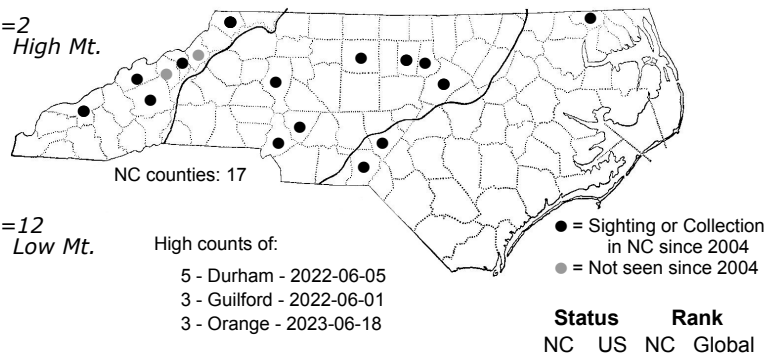 =2
High Mt.
NC counties: 17
=12
Low Mt.
High counts of:
5 - Durham - 2022-06-05
3 - Guilford - 2022-06-01
3 - Orange - 2023-06-18
= Sighting or Collection
in NC since 2004
= Not seen since 2004
Status Rank
NC US NC Global